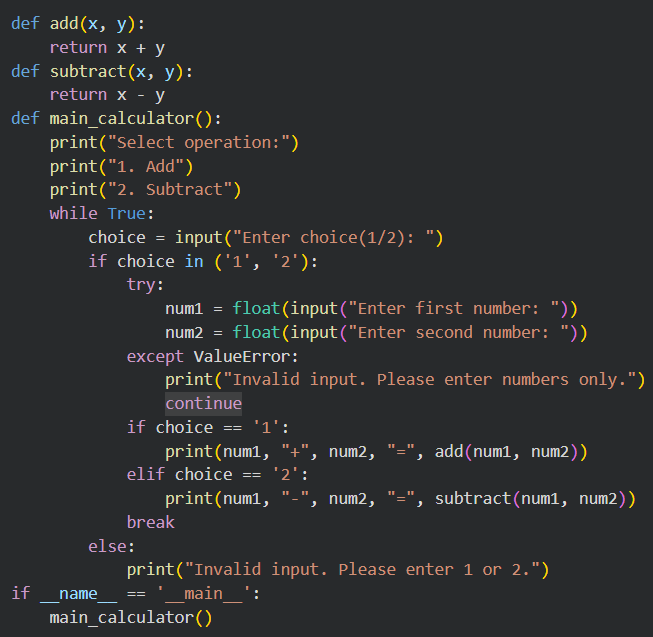 def add(x, y):
    return x + y
def subtract(x, y):
    return x - y
def main_calculator():
    print("Select operation:")
    print("1. Add")
    print("2. Subtract")
    while True:
        choice = input("Enter choice(1/2): ")
        if choice in ('1', '2'):
            try:
                num1 = float(input("Enter first number: "))
                num2 = float(input("Enter second number: "))
            except ValueError:
                print("Invalid input. Please enter numbers only.")
                continue
            if choice == '1':
                print(num1, "+", num2, "=", add(num1, num2))
            elif choice == '2':
                print(num1, "-", num2, "=", subtract(num1, num2))
            break
        else:
            print("Invalid input. Please enter 1 or 2.")
if __name__ == '__main__':
    main_calculator()